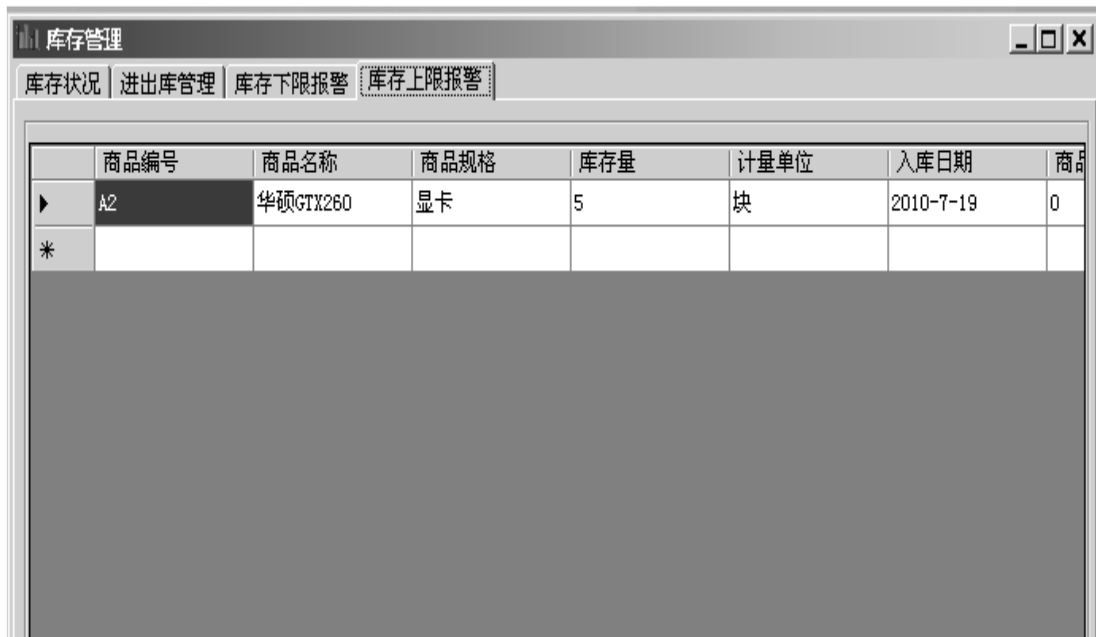 库存管理
库存状况 进出库管理 库存下限报警 库存上限报警
商品编号 商品名称 商品规格 库存量 计量单位 入库日期 商品
A2 华硕GTX260 显卡 5 块 2010-7-19 0